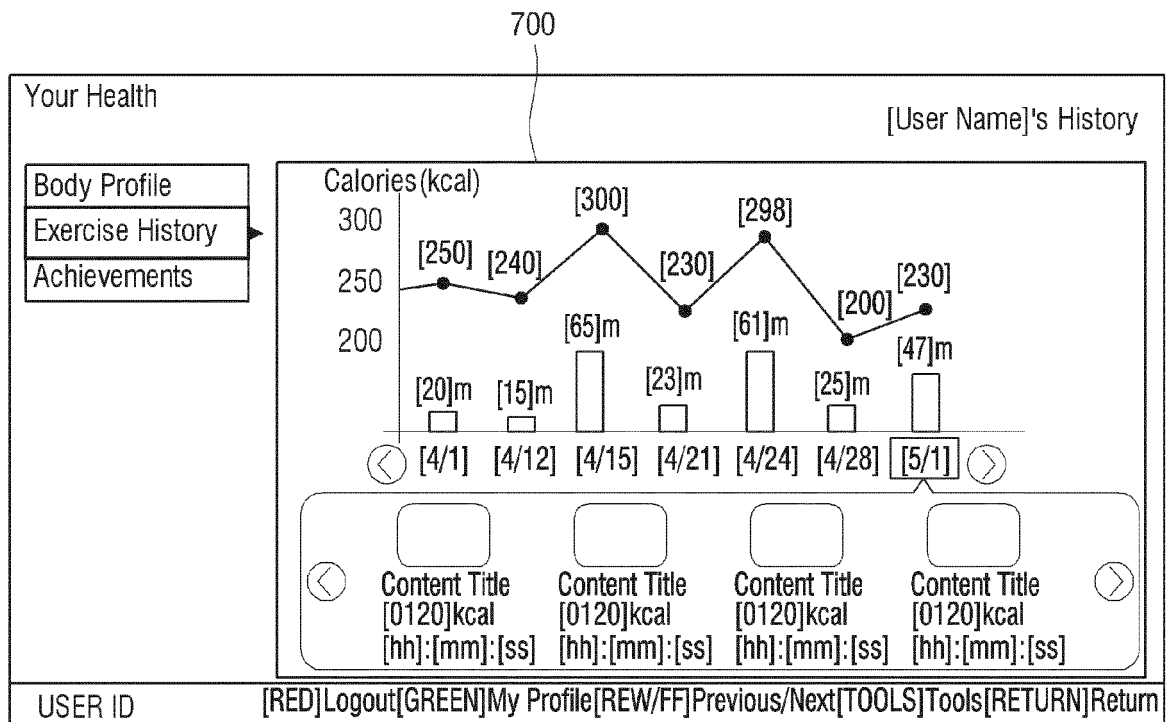 700
Your Health
[User Name]'s History
Body Profile
Exercise History
Achievements
Calories(kcal)
300
250
200
[250]
[240]
[300]
[230]
[298]
[200]
[230]
[20]m
[15]m
[65]m
[23]m
[61]m
[25]m
[47]m
[4/1] [4/12] [4/15] [4/21] [4/24] [4/28] [5/1]
Content Title Content Title Content Title Content Title
[0120]kcal [0120]kcal [0120]kcal [0120]kcal
[hh]:[mm]:[ss] [hh]:[mm]:[ss] [hh]:[mm]:[ss] [hh]:[mm]:[ss]
USER ID [RED]Logout[GREEN]My Profile[REW/FF]Previous/Next[TOOLS]Tools[RETURN]Return